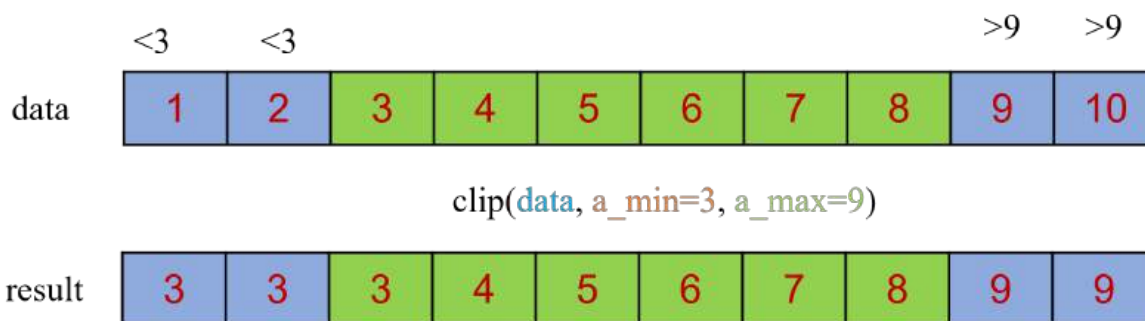 <3 <3 >9 >9
data 1 2 3 4 5 6 7 8 9 10
clip(data, a_min=3, a_max=9)
result 3 3 3 4 5 6 7 8 9 9